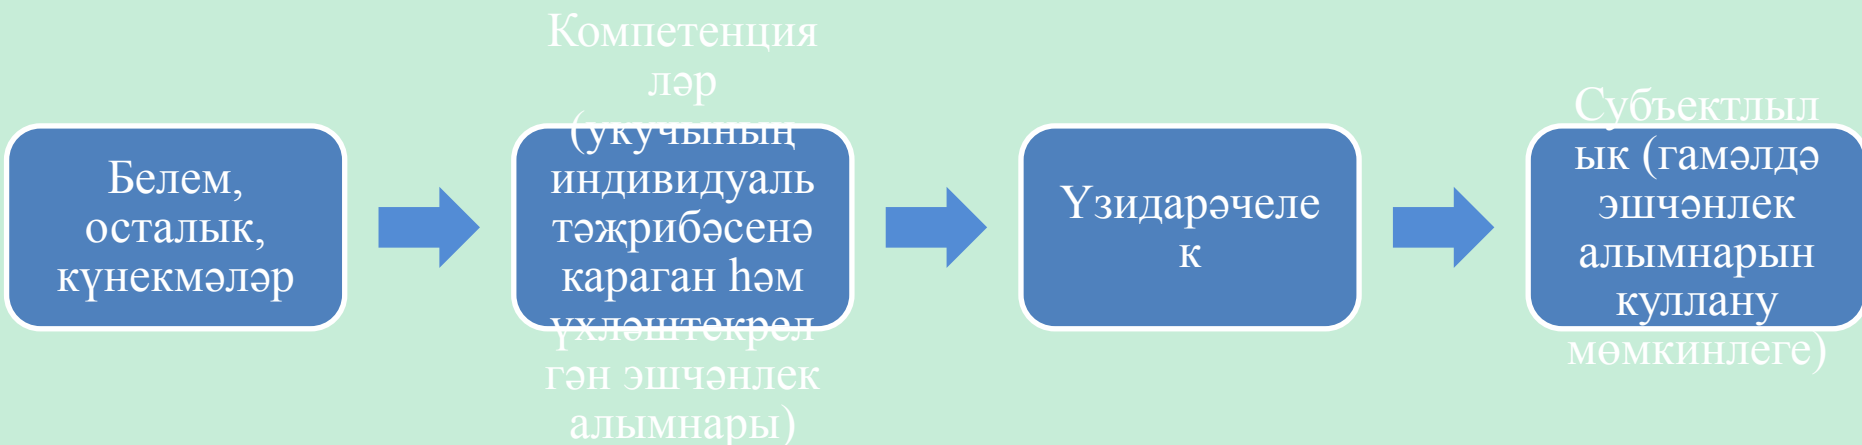 Белем,
осталык,
күнекмәләр
Компетенция
ләр
(укучының
индивидуаль
тәҗрибәсенә
караган һәм
үхләштекрел
гән эшчәнлек
алымнары)
Үзидарәчеле
к
Субъектлыл
ык (гамәлдә
эшчәнлек
алымнарын
куллану
мөмкинлеге)